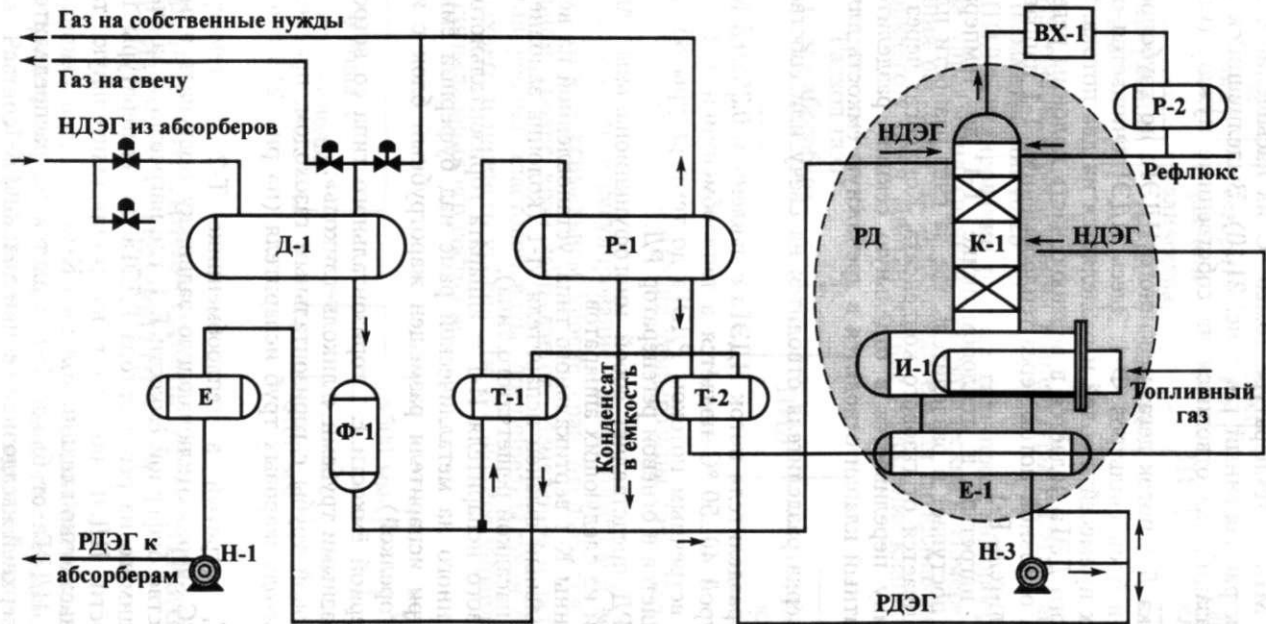 Газ на собственные нужды
Газ на свечу
НДЭГ из абсорберов
ВХ-1
Р-2
НДЭГ
Рефлюкс
Д-1
Р-1
РД
К-1
НДЭГ
И-1
Топливный
газ
Е
Ф-1
Т-1
Конденсат
в емкость
Т-2
Е-1
РДЭГ к
абсорберам
Н-1
Н-3
РДЭГ